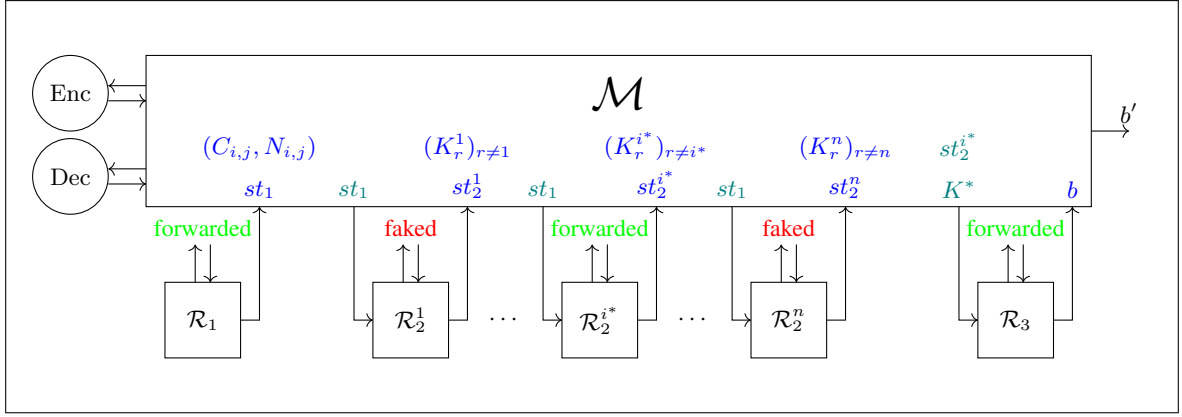 Enc
Dec
𝓜
b′
(C_{i,j}, N_{i,j}) (K_r^1)_{r≠1} (K_r^{i*})_{r≠i*} (K_r^n)_{r≠n} st_2^{i*}
st_1 st_1 st_2^1 st_1 st_2^{i*} st_1 st_2^n K* b
forwarded faked forwarded faked forwarded
𝓡_1 𝓡_2^1 ··· 𝓡_2^{i*} ··· 𝓡_2^n 𝓡_3